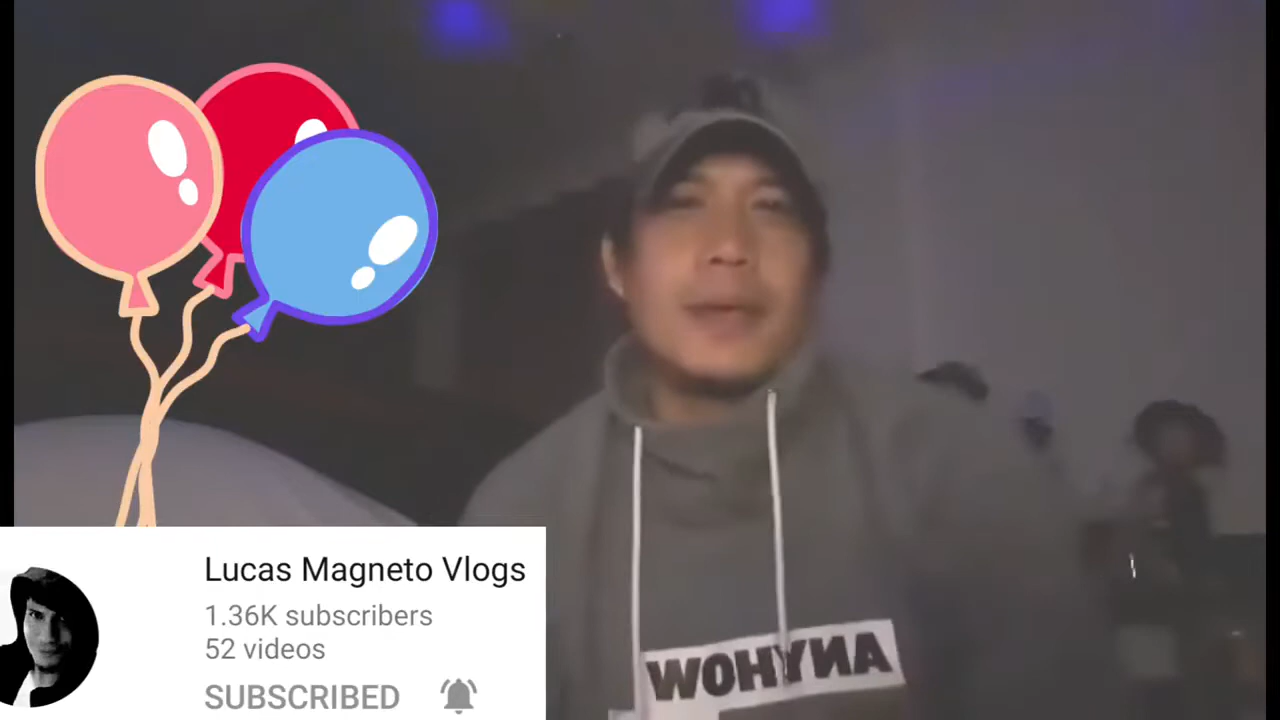 Lucas Magneto Vlogs
1.36K subscribers
52 videos
SUBSCRIBED
WOHYNA